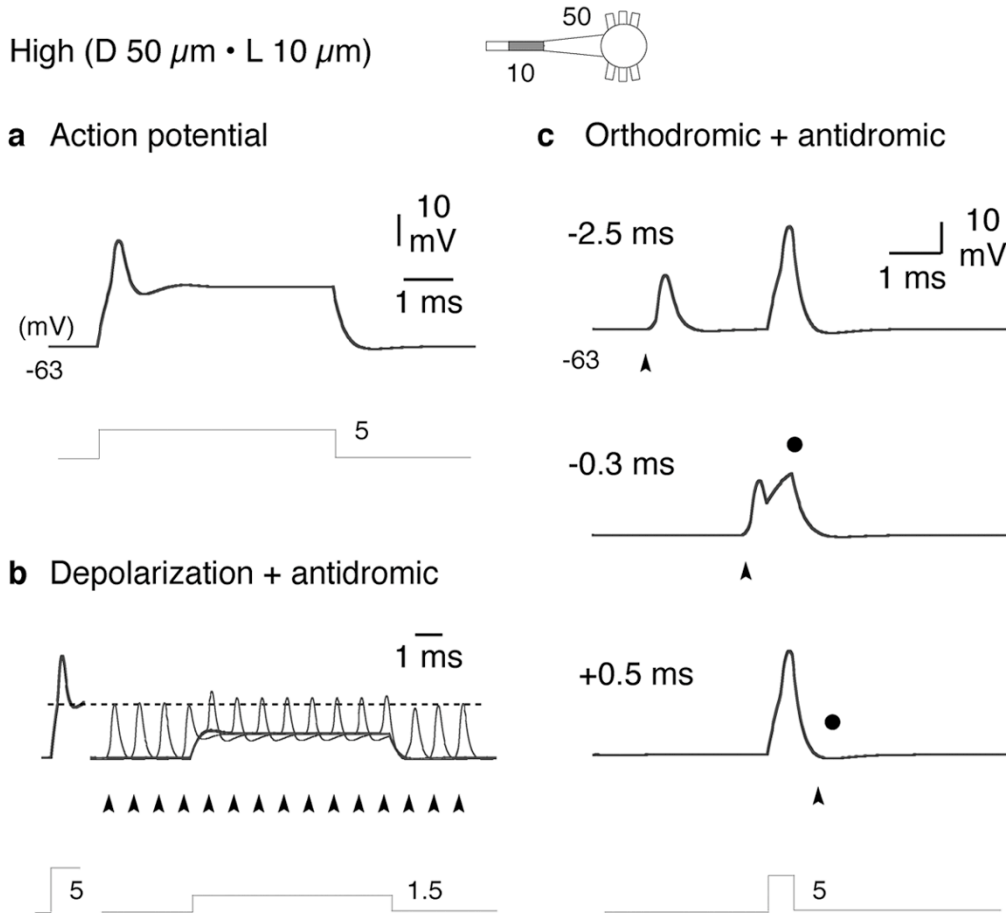 High (D 50 µm • L 10 µm)
50
10
a Action potential
10
mV
1 ms
(mV)
-63
5
b Depolarization + antidromic
1 ms
5
1.5
c Orthodromic + antidromic
-2.5 ms
10
mV
1 ms
-63
-0.3 ms
+0.5 ms
5